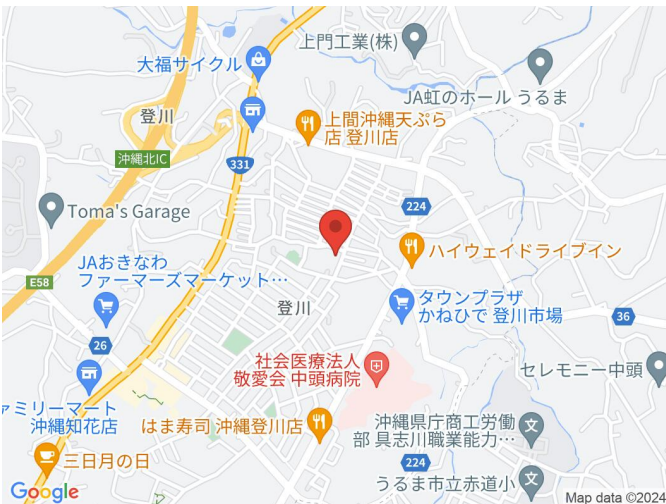 上門工業(株)
大福サイクル
JA虹のホール うるま
登川
上間沖縄天ぷら
店 登川店
沖縄北IC
331
224
Toma's Garage
ハイウェイドライブイン
JAおきなわ
ファーマーズマーケット…
E58
タウンプラザ
かねひで 登川市場
登川
36
26
社会医療法人
敬愛会 中頭病院
セレモニー中頭
ァミリーマート
沖縄知花店
はま寿司 沖縄登川店
沖縄県庁商工労働
部 具志川職業能力…
三日月の日
224
うるま市立赤道小
Google
Map data ©2024